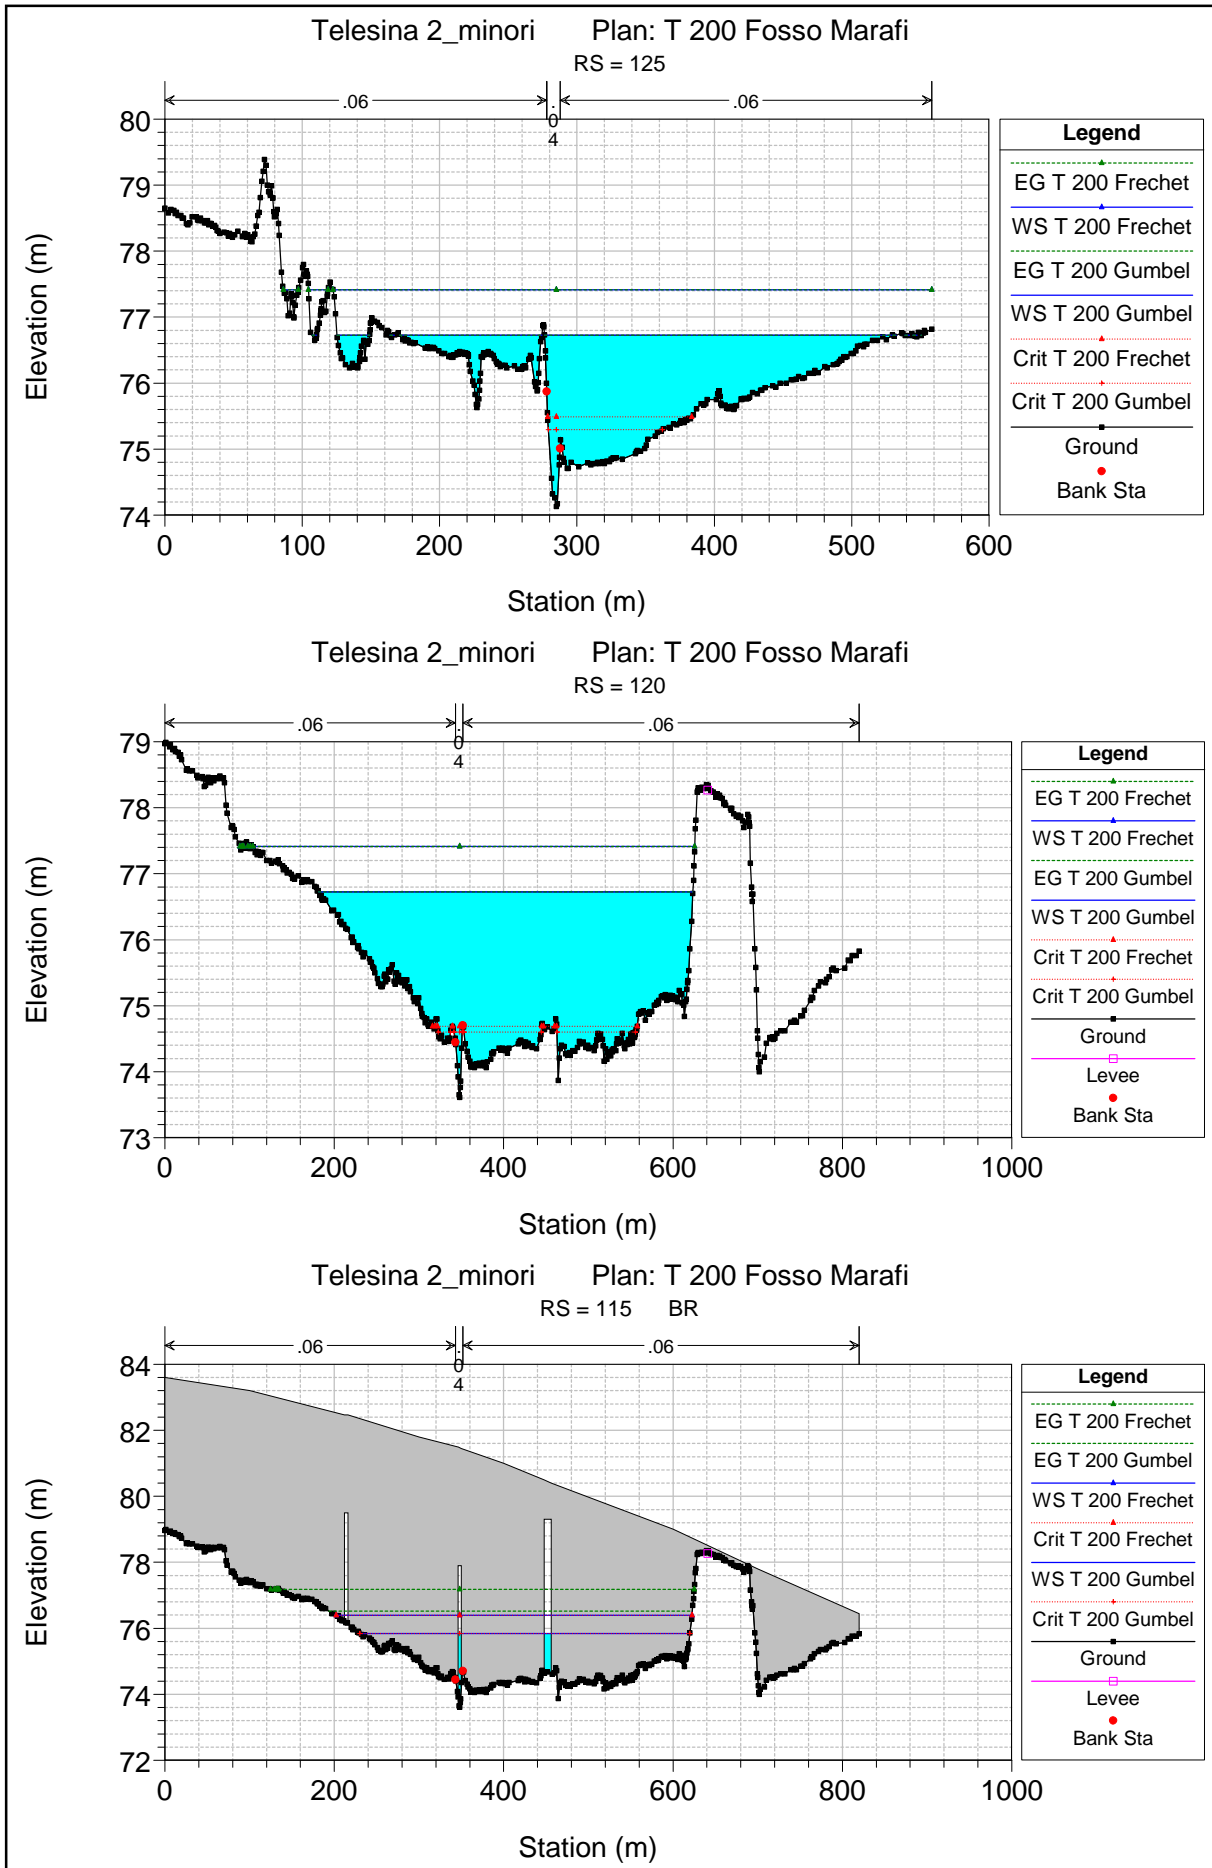 Telesina 2_minori Plan: T 200 Fosso Marafi
RS = 125
.06 .04 .06
80
79
78
77
76
75
74
0 100 200 300 400 500 600
Elevation (m)
Station (m)
Legend
EG T 200 Frechet
WS T 200 Frechet
EG T 200 Gumbel
WS T 200 Gumbel
Crit T 200 Frechet
Crit T 200 Gumbel
Ground
Bank Sta
Telesina 2_minori Plan: T 200 Fosso Marafi
RS = 120
.06 .04 .06
79
78
77
76
75
74
73
0 200 400 600 800 1000
Elevation (m)
Station (m)
Legend
EG T 200 Frechet
WS T 200 Frechet
EG T 200 Gumbel
WS T 200 Gumbel
Crit T 200 Frechet
Crit T 200 Gumbel
Ground
Levee
Bank Sta
Telesina 2_minori Plan: T 200 Fosso Marafi
RS = 115 BR
.06 .04 .06
84
82
80
78
76
74
72
0 200 400 600 800 1000
Elevation (m)
Station (m)
Legend
EG T 200 Frechet
EG T 200 Gumbel
WS T 200 Frechet
Crit T 200 Frechet
WS T 200 Gumbel
Crit T 200 Gumbel
Ground
Levee
Bank Sta